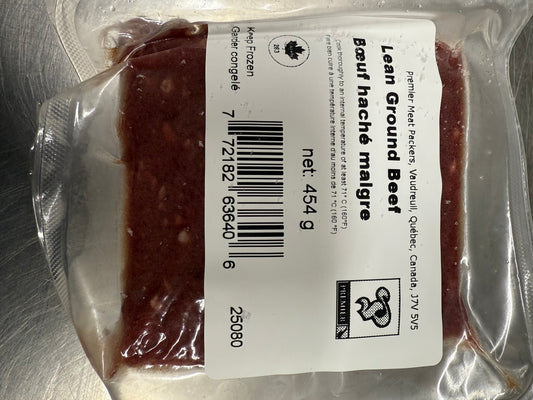 Premier Meat Packers, Vaudreuil, Québec, Canada, J7V 5V5
Lean Ground Beef
Bœuf haché maigre
Cook thoroughly to an internal temperature of at least 71° C (160°F)
Faire bien cuire à une température interne d'au moins de 71 °C (160 °F)
263
Keep Frozen
Garder congelé
net: 454 g
7 72182 63640 6
25080
PREMIER